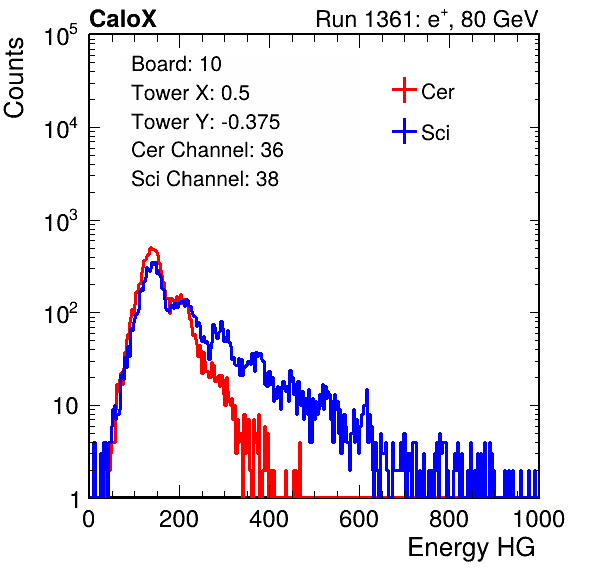 CaloX Run 1361: e⁺, 80 GeV
Counts
10⁵
10⁴
10³
10²
10
1
Board: 10
Tower X: 0.5
Tower Y: -0.375
Cer Channel: 36
Sci Channel: 38
Cer
Sci
0 200 400 600 800 1000
Energy HG